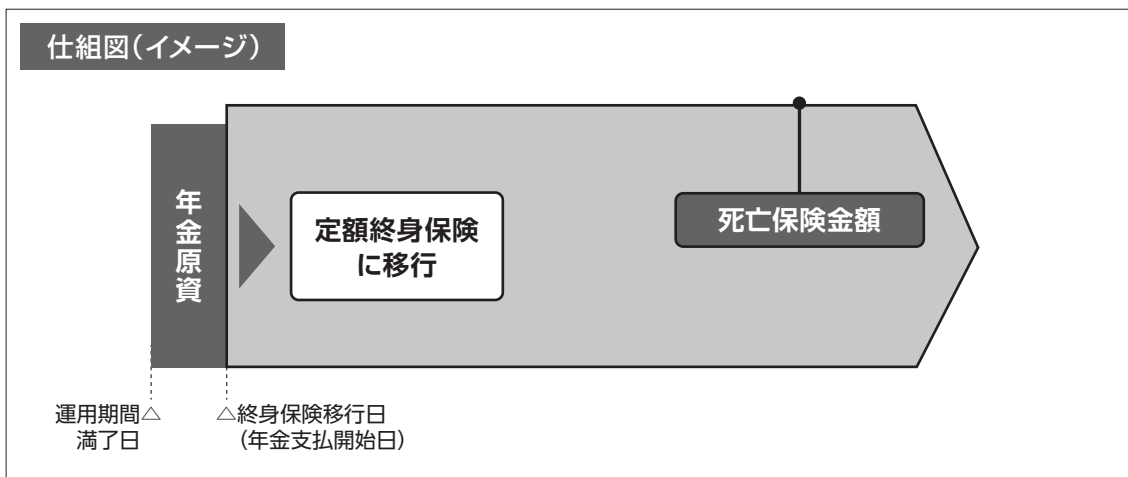 仕組図(イメージ)
年金原資
定額終身保険
に移行
死亡保険金額
運用期間△
満了日
△終身保険移行日
(年金支払開始日)